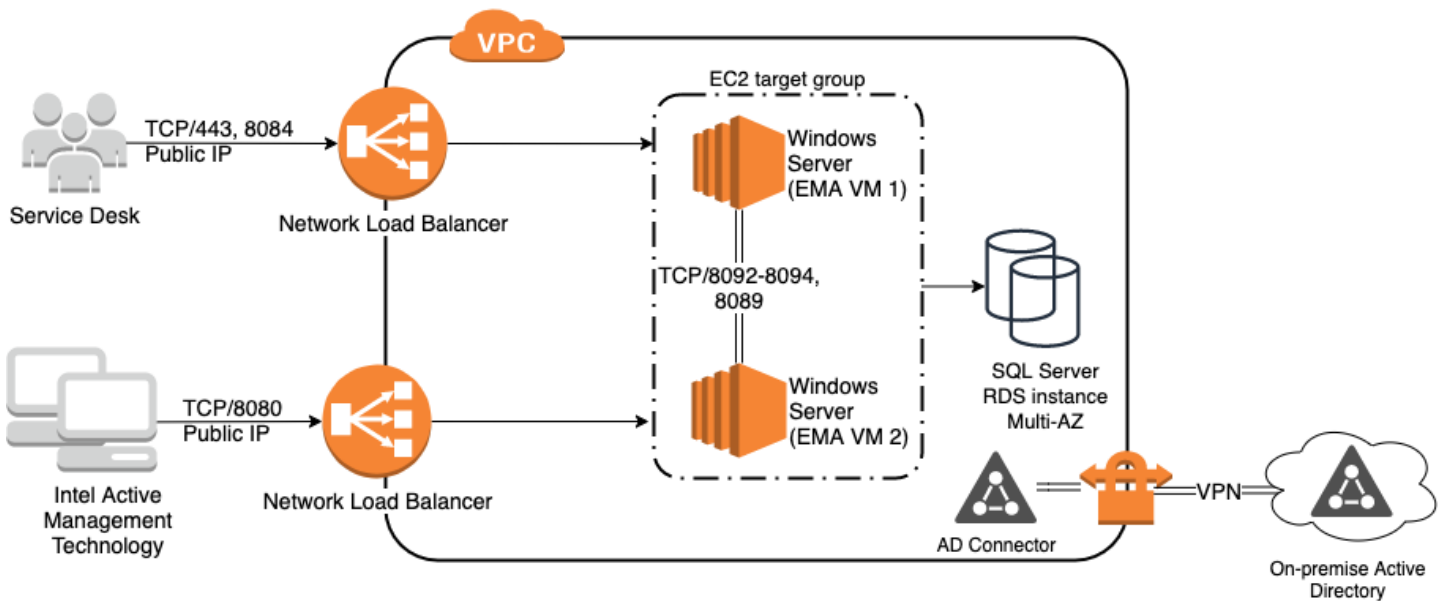 VPC
EC2 target group
TCP/443, 8084
Public IP
Service Desk
Network Load Balancer
Windows
Server
(EMA VM 1)
TCP/8092-8094,
8089
Windows
Server
(EMA VM 2)
TCP/8080
Public IP
Intel Active
Management
Technology
Network Load Balancer
SQL Server
RDS instance
Multi-AZ
AD Connector
VPN
On-premise Active
Directory